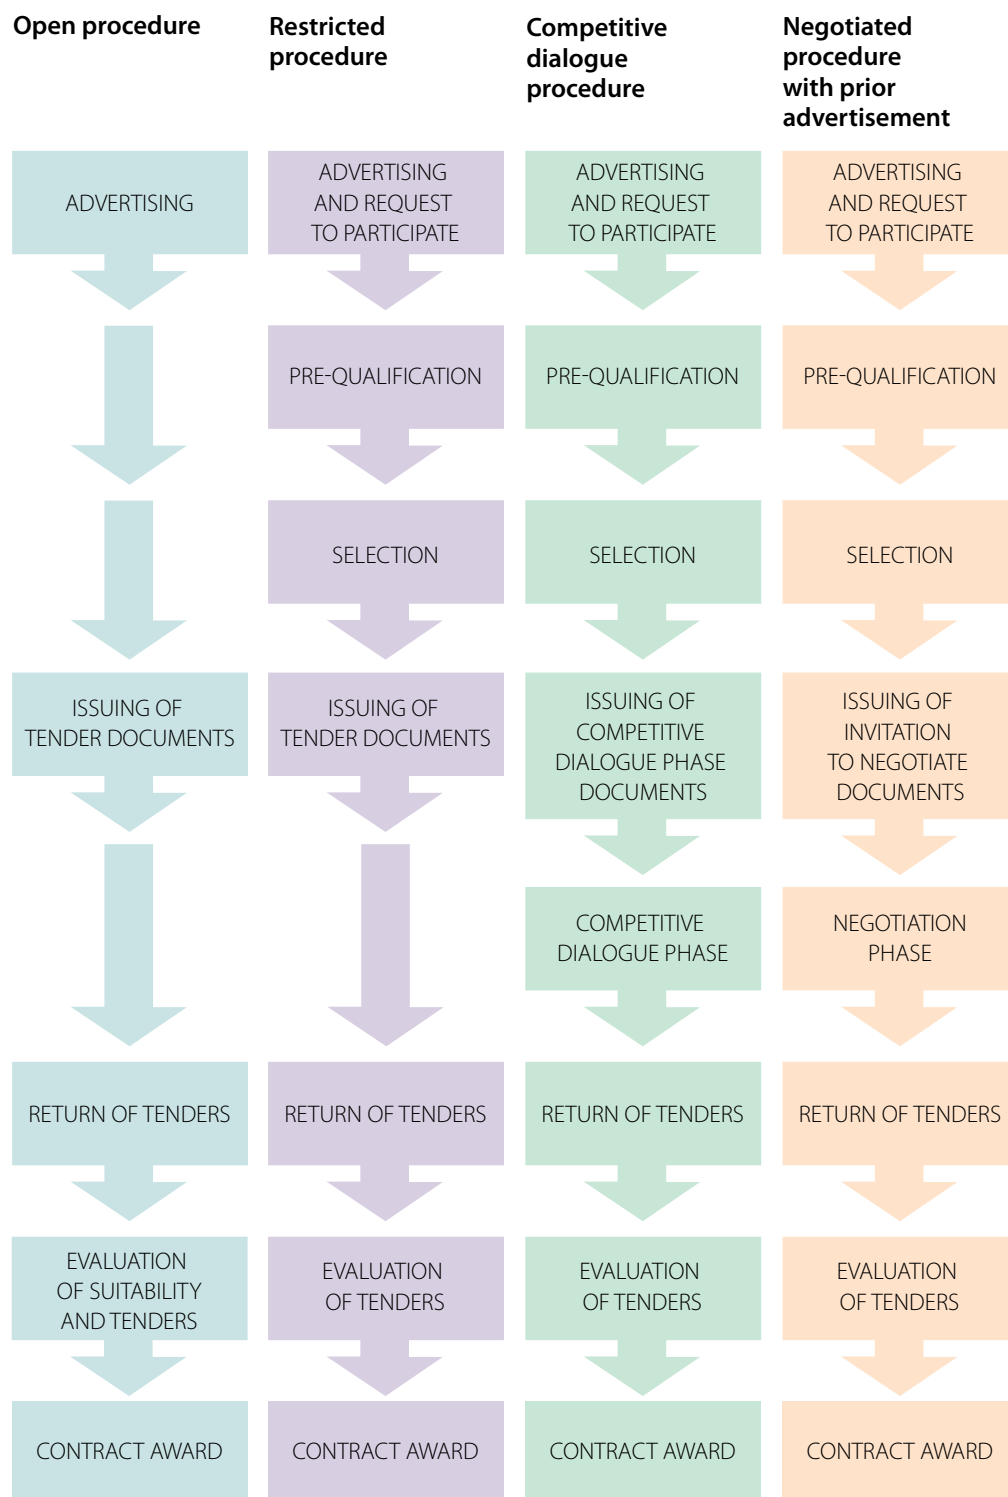 Open procedure
Restricted
procedure
Competitive
dialogue
procedure
Negotiated
procedure
with prior
advertisement
ADVERTISING
ADVERTISING
AND REQUEST
TO PARTICIPATE
ADVERTISING
AND REQUEST
TO PARTICIPATE
ADVERTISING
AND REQUEST
TO PARTICIPATE
PRE-QUALIFICATION
PRE-QUALIFICATION
PRE-QUALIFICATION
SELECTION
SELECTION
SELECTION
ISSUING OF
TENDER DOCUMENTS
ISSUING OF
TENDER DOCUMENTS
ISSUING OF
COMPETITIVE
DIALOGUE PHASE
DOCUMENTS
ISSUING OF
INVITATION
TO NEGOTIATE
DOCUMENTS
COMPETITIVE
DIALOGUE PHASE
NEGOTIATION
PHASE
RETURN OF TENDERS
RETURN OF TENDERS
RETURN OF TENDERS
RETURN OF TENDERS
EVALUATION
OF SUITABILITY
AND TENDERS
EVALUATION
OF TENDERS
EVALUATION
OF TENDERS
EVALUATION
OF TENDERS
CONTRACT AWARD
CONTRACT AWARD
CONTRACT AWARD
CONTRACT AWARD